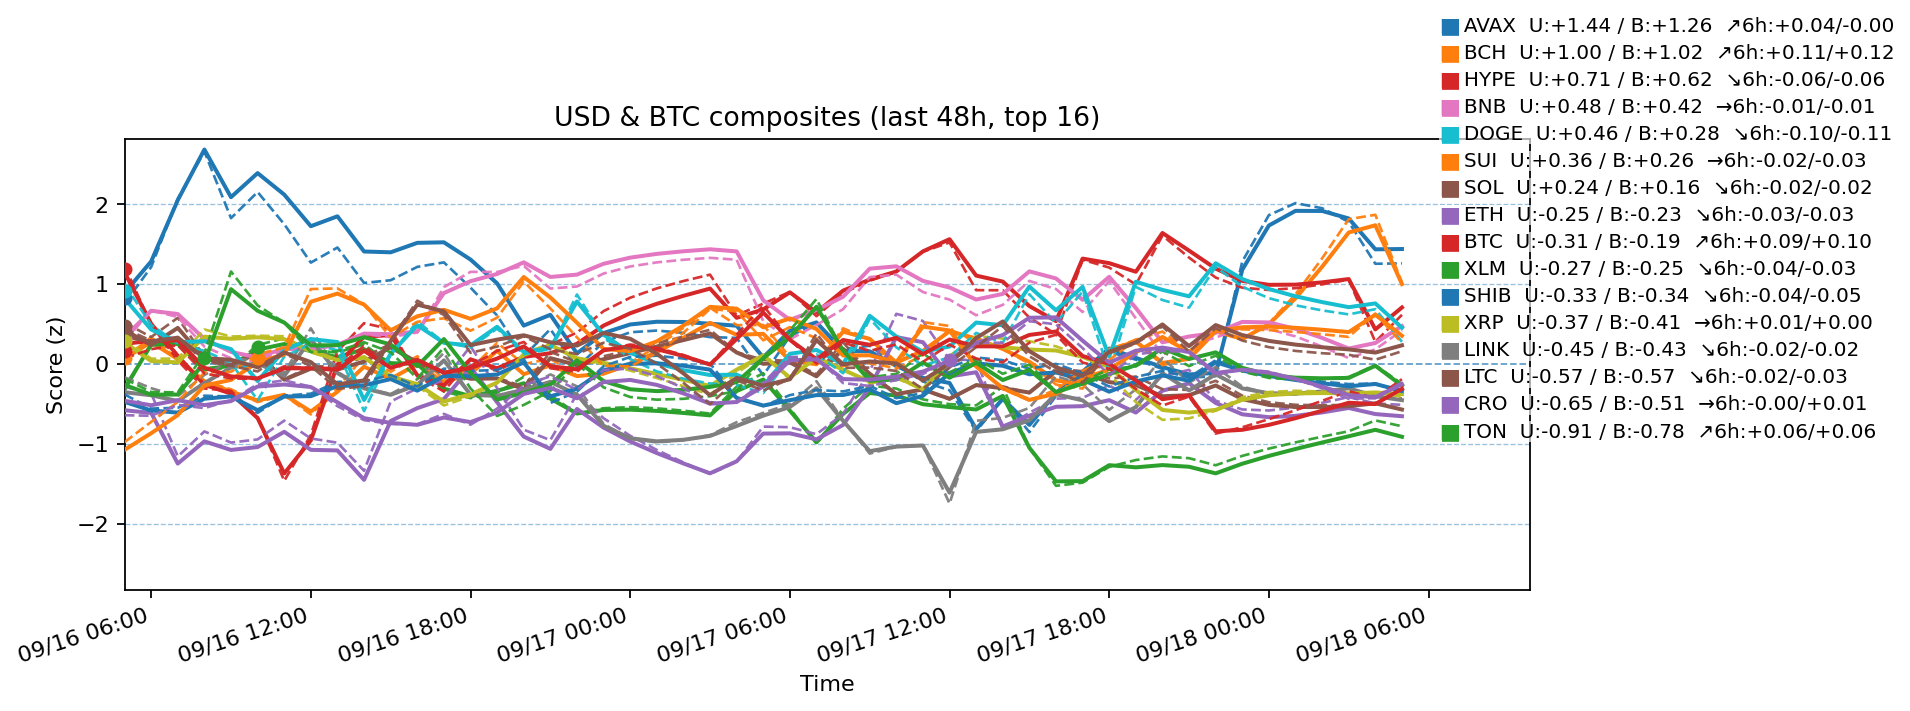 AVAX U:+1.44 / B:+1.26 ↗6h:+0.04/-0.00
BCH U:+1.00 / B:+1.02 ↗6h:+0.11/+0.12
HYPE U:+0.71 / B:+0.62 ↘6h:-0.06/-0.06
BNB U:+0.48 / B:+0.42 →6h:-0.01/-0.01
DOGE U:+0.46 / B:+0.28 ↘6h:-0.10/-0.11
SUI U:+0.36 / B:+0.26 →6h:-0.02/-0.03
SOL U:+0.24 / B:+0.16 ↘6h:-0.02/-0.02
ETH U:-0.25 / B:-0.23 ↘6h:-0.03/-0.03
BTC U:-0.31 / B:-0.19 ↗6h:+0.09/+0.10
XLM U:-0.27 / B:-0.25 ↘6h:-0.04/-0.03
SHIB U:-0.33 / B:-0.34 ↘6h:-0.04/-0.05
XRP U:-0.37 / B:-0.41 →6h:+0.01/+0.00
LINK U:-0.45 / B:-0.43 ↘6h:-0.02/-0.02
LTC U:-0.57 / B:-0.57 ↘6h:-0.02/-0.03
CRO U:-0.65 / B:-0.51 →6h:-0.00/+0.01
TON U:-0.91 / B:-0.78 ↗6h:+0.06/+0.06
USD & BTC composites (last 48h, top 16)
Score (z)
2
1
0
−1
−2
09/16 06:00
09/16 12:00
09/16 18:00
09/17 00:00
09/17 06:00
09/17 12:00
09/17 18:00
09/18 00:00
09/18 06:00
Time